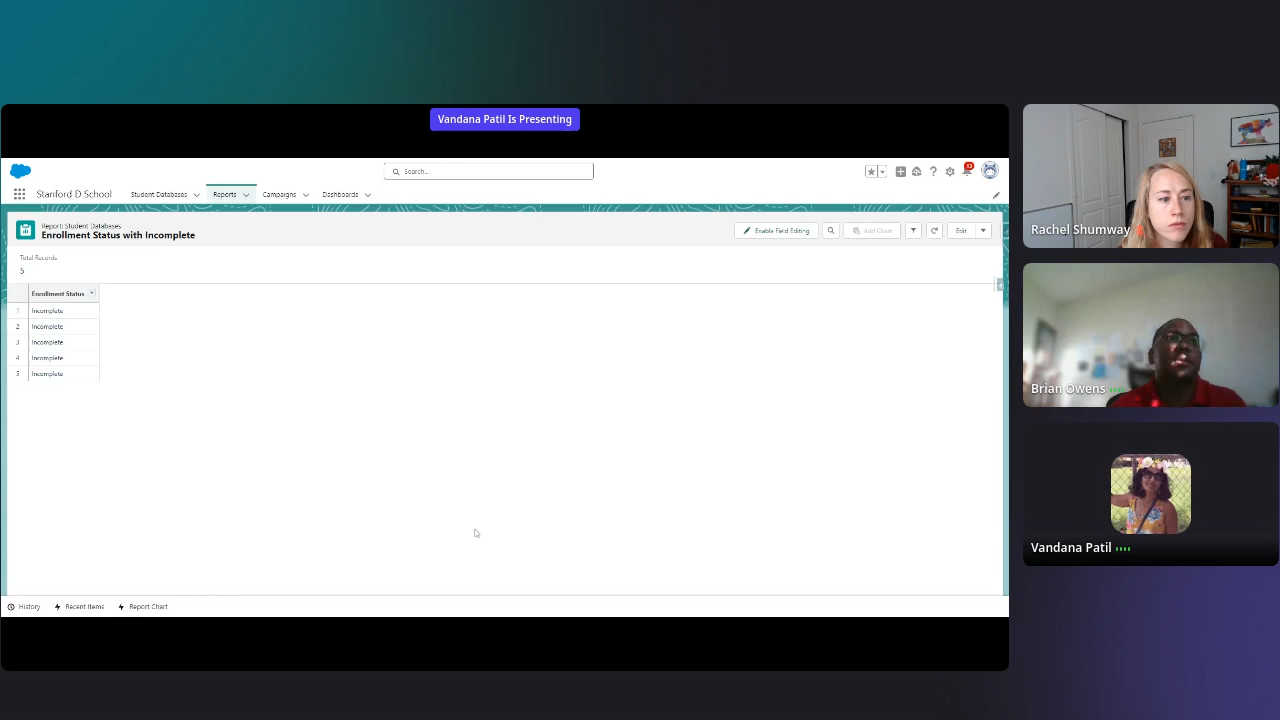 Vandana Patil Is Presenting
Search...
13
Stanford D School
Student Databases
Reports
Campaigns
Dashboards
Report: Student Databases
Enrollment Status with Incomplete
Enable Field Editing
Add Chart
Edit
Total Records
5
Enrollment Status
1 Incomplete
2 Incomplete
3 Incomplete
4 Incomplete
5 Incomplete
History
Recent Items
Report Chart
Rachel Shumway
Brian Owens
Vandana Patil